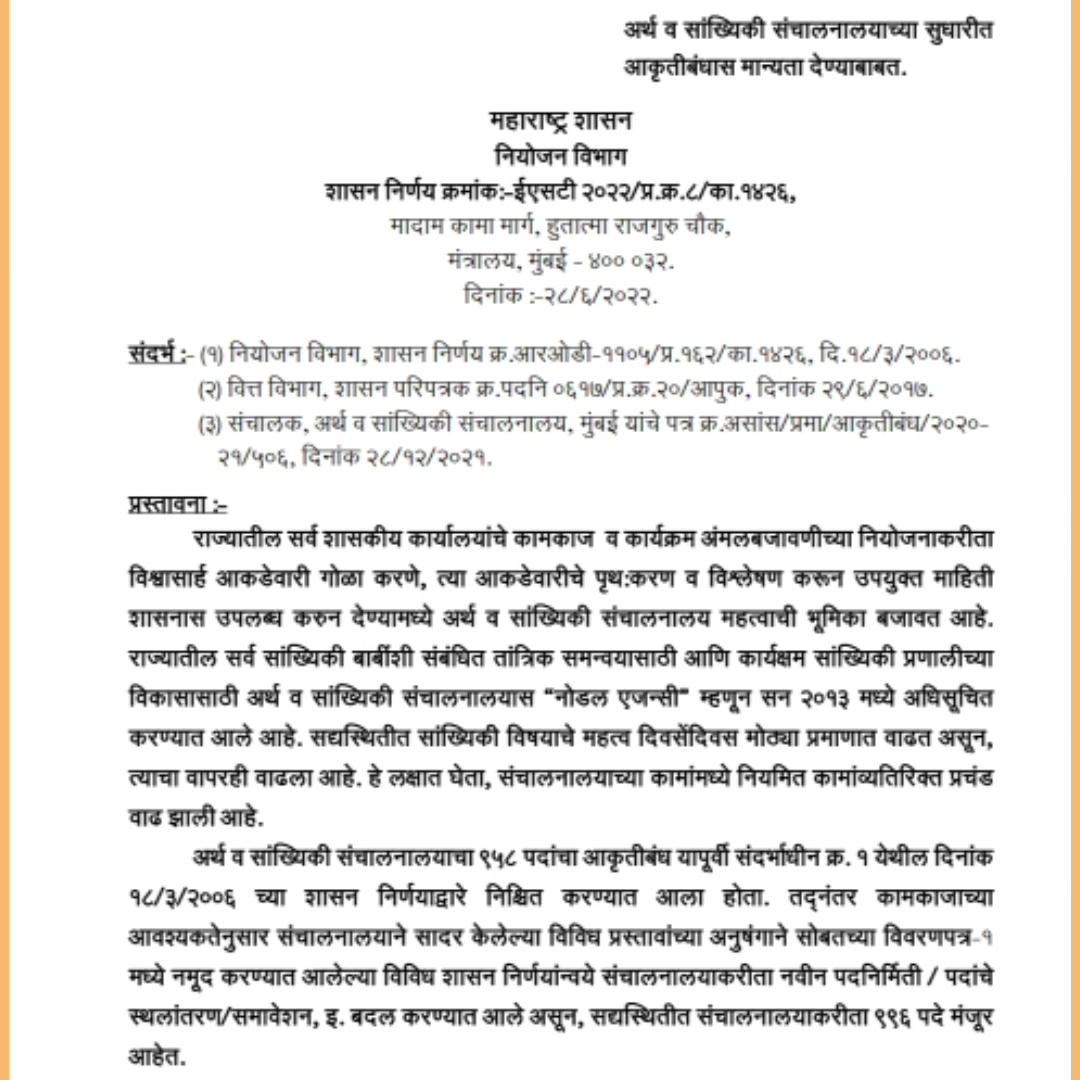 अर्थ व सांख्यिकी संचालनालयाच्या सुधारीत
आकृतीबंधास मान्यता देण्याबाबत.
महाराष्ट्र शासन
नियोजन विभाग
शासन निर्णय क्रमांक:-ईएसटी २०२२/प्र.क्र.८/का.१४२६,
मादाम कामा मार्ग, हुतात्मा राजगुरु चौक,
मंत्रालय, मुंबई - ४०० ०३२.
दिनांक :-२८/६/२०२२.
संदर्भ :- (१) नियोजन विभाग, शासन निर्णय क्र.आरओडी-११०५/प्र.१६२/का.१४२६, दि.१८/३/२००६.
(२) वित्त विभाग, शासन परिपत्रक क्र.पदनि ०६१७/प्र.क्र.२०/आपुक, दिनांक २९/६/२०१७.
(३) संचालक, अर्थ व सांख्यिकी संचालनालय, मुंबई यांचे पत्र क्र.असांस/प्रमा/आकृतीबंध/२०२०-
२१/५०६, दिनांक २८/१२/२०२१.
प्रस्तावना :-
राज्यातील सर्व शासकीय कार्यालयांचे कामकाज व कार्यक्रम अंमलबजावणीच्या नियोजनाकरीता
विश्वासार्ह आकडेवारी गोळा करणे, त्या आकडेवारीचे पृथ:करण व विश्लेषण करून उपयुक्त माहिती
शासनास उपलब्ध करुन देण्यामध्ये अर्थ व सांख्यिकी संचालनालय महत्वाची भूमिका बजावत आहे.
राज्यातील सर्व सांख्यिकी बाबींशी संबंधित तांत्रिक समन्वयासाठी आणि कार्यक्षम सांख्यिकी प्रणालीच्या
विकासासाठी अर्थ व सांख्यिकी संचालनालयास “नोडल एजन्सी” म्हणून सन २०१३ मध्ये अधिसूचित
करण्यात आले आहे. सद्यस्थितीत सांख्यिकी विषयाचे महत्व दिवसेंदिवस मोठ्या प्रमाणात वाढत असून,
त्याचा वापरही वाढला आहे. हे लक्षात घेता, संचालनालयाच्या कामांमध्ये नियमित कामांव्यतिरिक्त प्रचंड
वाढ झाली आहे.
अर्थ व सांख्यिकी संचालनालयाचा ९५८ पदांचा आकृतीबंध यापूर्वी संदर्भाधीन क्र. १ येथील दिनांक
१८/३/२००६ च्या शासन निर्णयाद्वारे निश्चित करण्यात आला होता. तद्‌नंतर कामकाजाच्या
आवश्यकतेनुसार संचालनालयाने सादर केलेल्या विविध प्रस्तावांच्या अनुषंगाने सोबतच्या विवरणपत्र-१
मध्ये नमूद करण्यात आलेल्या विविध शासन निर्णयांन्वये संचालनालयाकरीता नवीन पदनिर्मिती / पदांचे
स्थलांतरण/समावेशन, इ. बदल करण्यात आले असून, सद्यस्थितीत संचालनालयाकरीता ९९६ पदे मंजूर
आहेत.